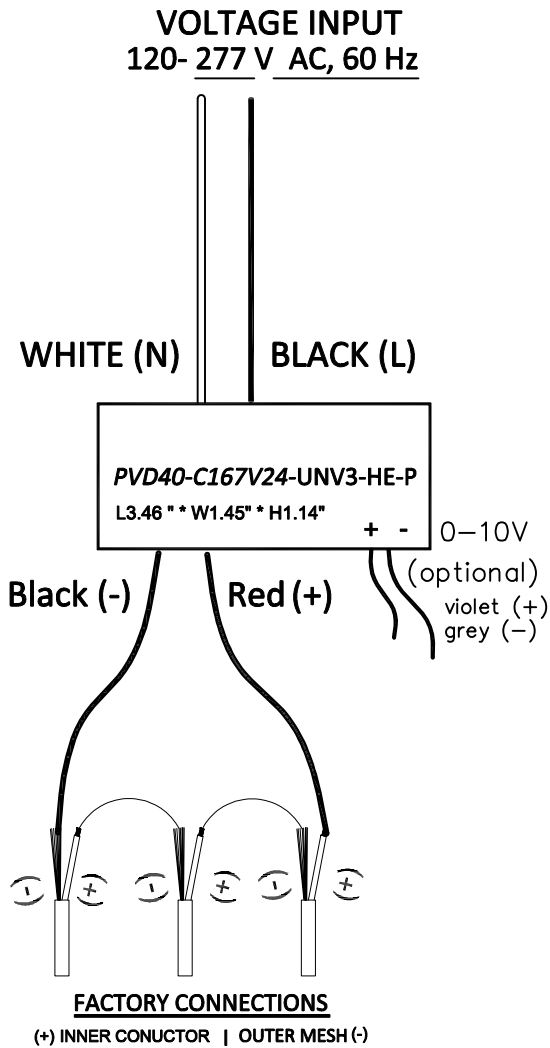 VOLTAGE INPUT
120- 277 V AC, 60 Hz
WHITE (N)
BLACK (L)
PVD40-C167V24-UNV3-HE-P
L3.46 " * W1.45" * H1.14"
+ -
0-10V
(optional)
violet (+)
grey (-)
Black (-)
Red (+)
(-) (+) (-) (+) (-) (+)
FACTORY CONNECTIONS
(+) INNER CONUCTOR | OUTER MESH (-)